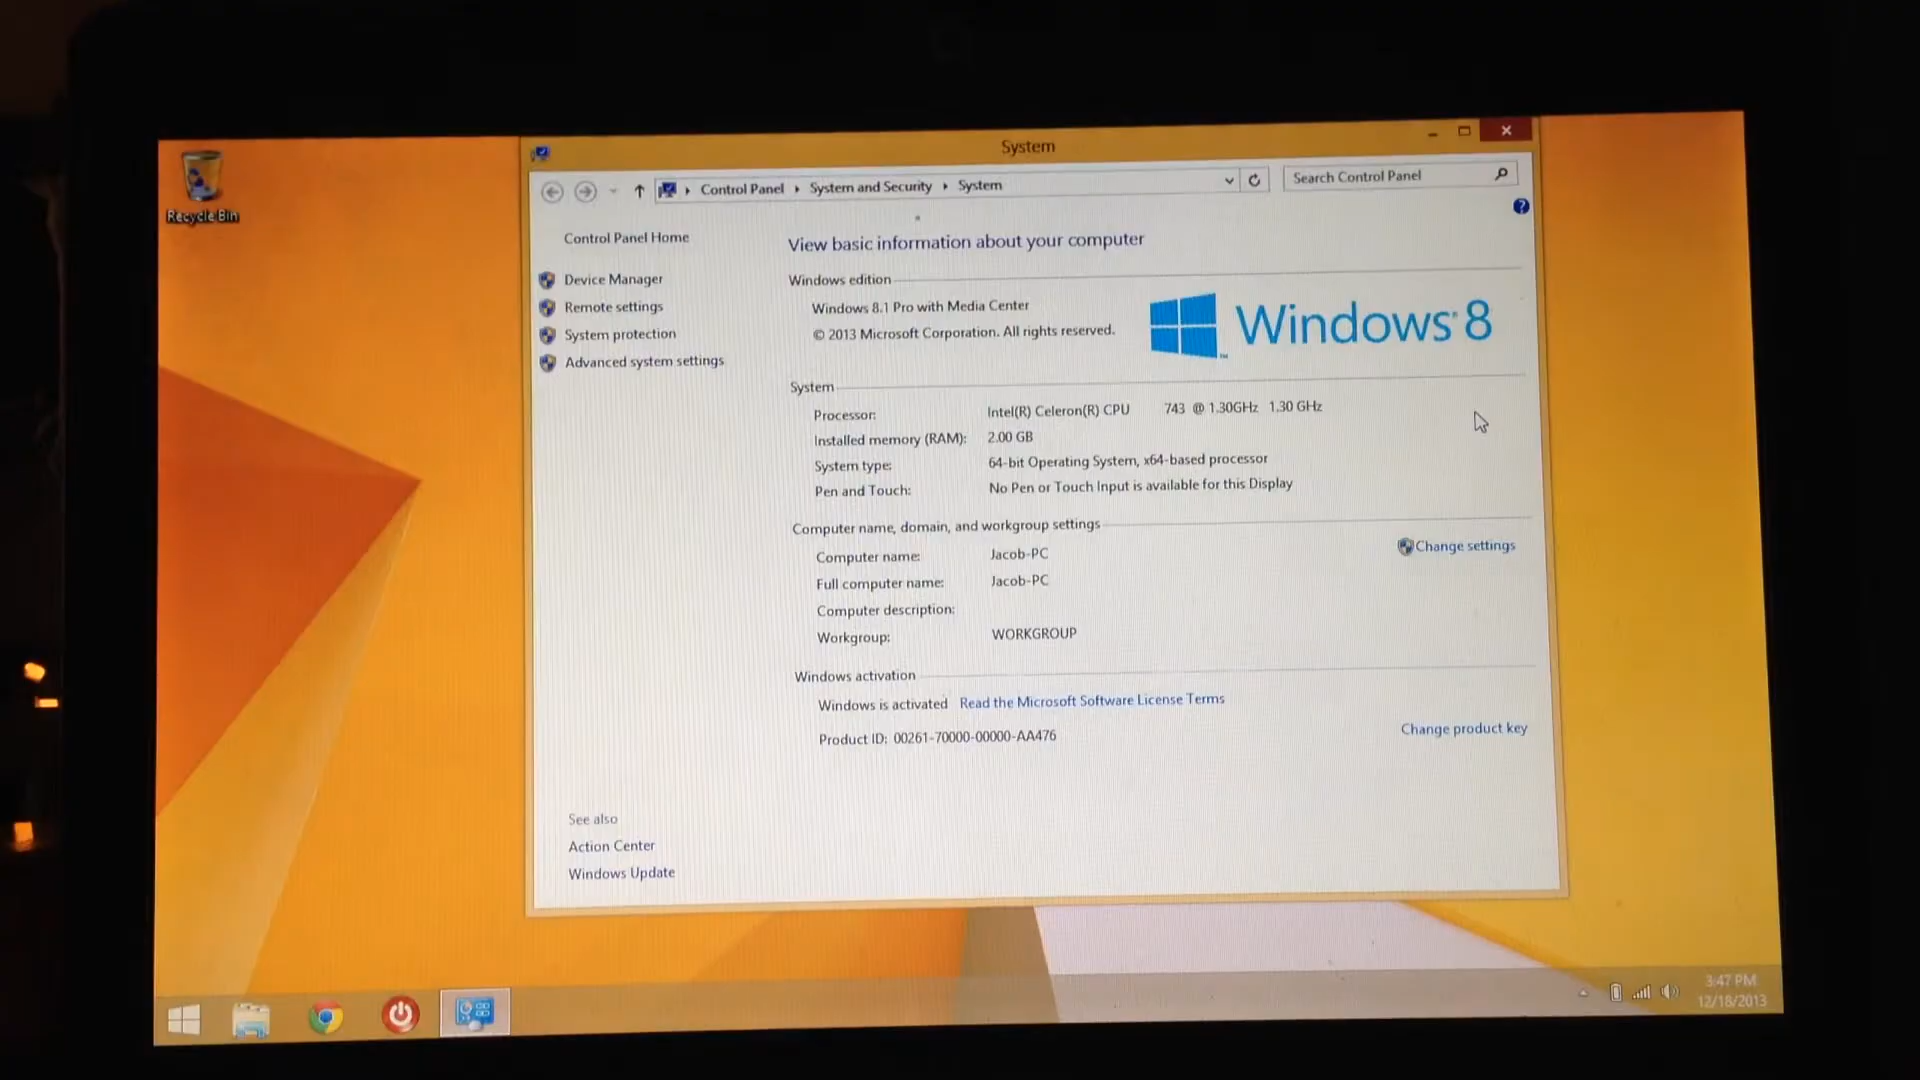 Recycle Bin
System
Control Panel System and Security System
Search Control Panel
Control Panel Home
Device Manager
Remote settings
System protection
Advanced system settings
View basic information about your computer
Windows edition
Windows 8.1 Pro with Media Center
© 2013 Microsoft Corporation. All rights reserved.
Windows® 8
System
Processor: Intel(R) Celeron(R) CPU 743 @ 1.30GHz 1.30 GHz
Installed memory (RAM): 2.00 GB
System type: 64-bit Operating System, x64-based processor
Pen and Touch: No Pen or Touch Input is available for this Display
Computer name, domain, and workgroup settings
Computer name: Jacob-PC
Change settings
Full computer name: Jacob-PC
Computer description:
Workgroup: WORKGROUP
Windows activation
Windows is activated Read the Microsoft Software License Terms
Product ID: 00261-70000-00000-AA476
Change product key
See also
Action Center
Windows Update
3:47 PM
12/18/2013